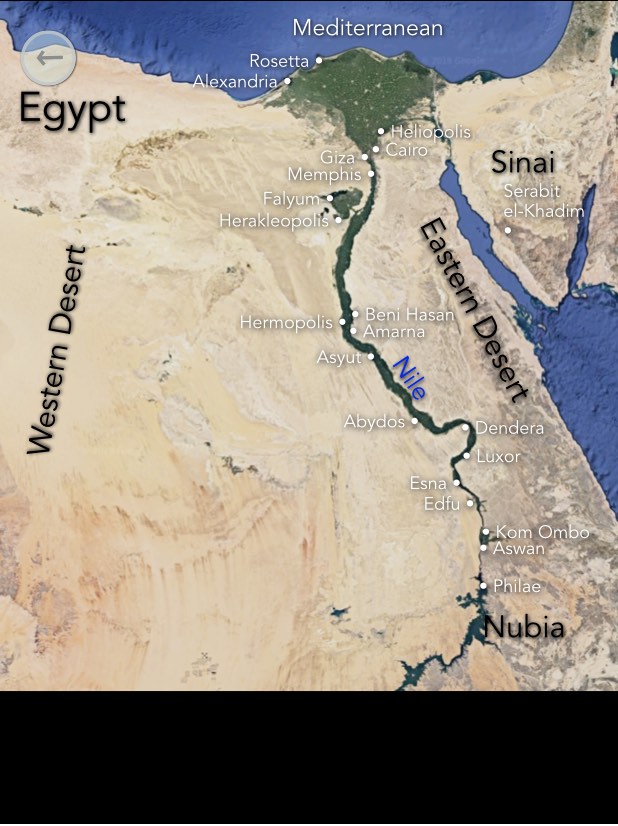 Mediterranean
Rosetta
Alexandria
Egypt
Heliopolis
Cairo
Giza
Memphis
Sinai
Serabit
el-Khadim
Falyum
Herakleopolis
Eastern Desert
Western Desert
Beni Hasan
Hermopolis
Amarna
Asyut
Nile
Abydos
Dendera
Luxor
Esna
Edfu
Kom Ombo
Aswan
Philae
Nubia